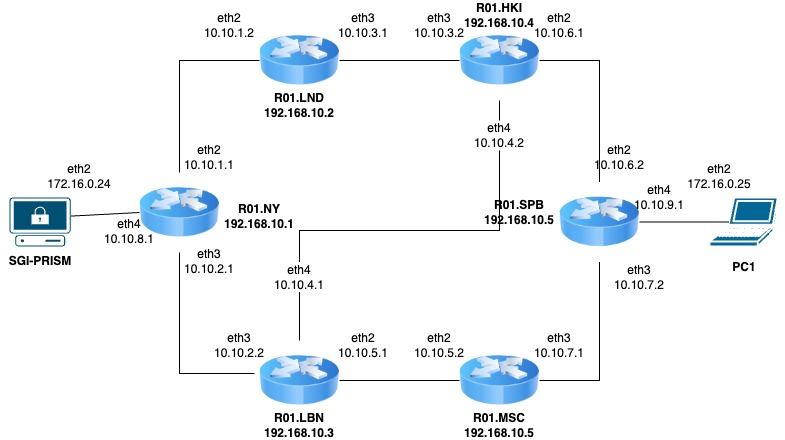 R01.HKI
192.168.10.4
eth2
10.10.1.2
eth3
10.10.3.1
eth3
10.10.3.2
eth2
10.10.6.1
R01.LND
192.168.10.2
eth4
10.10.4.2
eth2
10.10.1.1
eth2
10.10.6.2
eth2
172.16.0.24
eth2
172.16.0.25
eth4
10.10.9.1
R01.NY
192.168.10.1
R01.SPB
192.168.10.5
eth4
10.10.8.1
SGI-PRISM
PC1
eth3
10.10.2.1
eth4
10.10.4.1
eth3
10.10.7.2
eth3
10.10.2.2
eth2
10.10.5.1
eth2
10.10.5.2
eth3
10.10.7.1
R01.LBN
192.168.10.3
R01.MSC
192.168.10.5